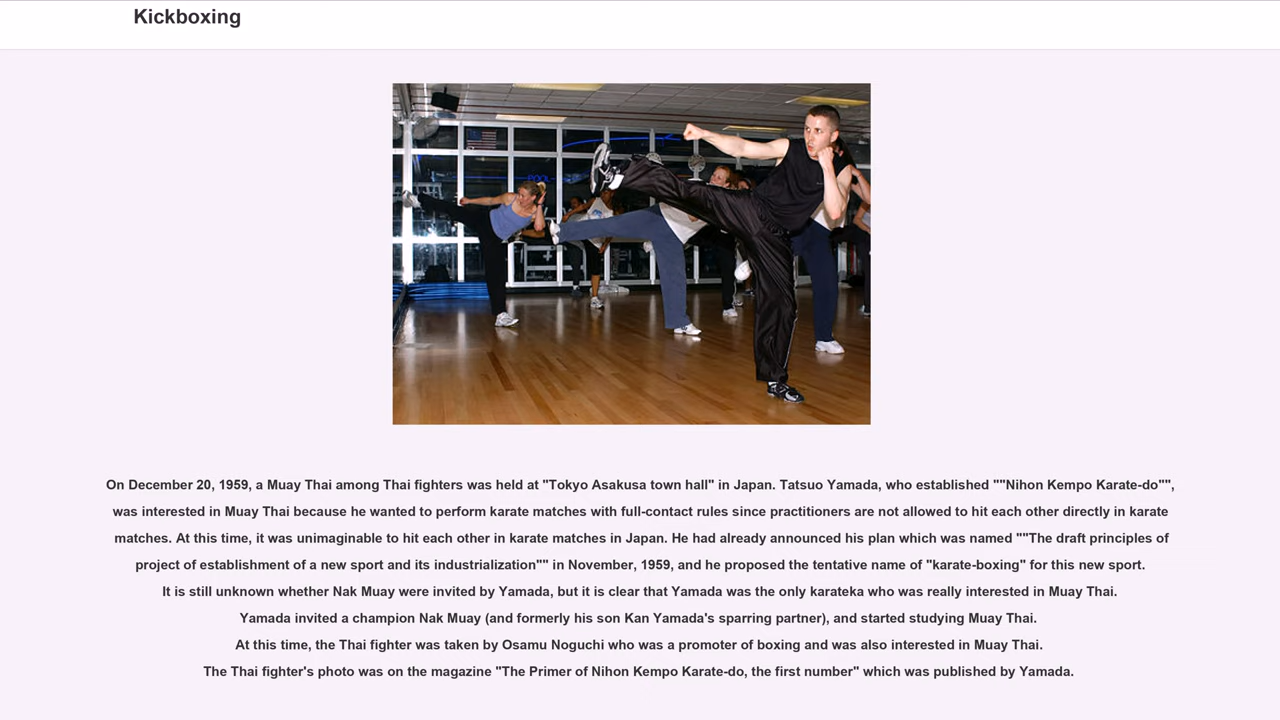 Kickboxing
POOL
On December 20, 1959, a Muay Thai among Thai fighters was held at "Tokyo Asakusa town hall" in Japan. Tatsuo Yamada, who established ""Nihon Kempo Karate-do"",
was interested in Muay Thai because he wanted to perform karate matches with full-contact rules since practitioners are not allowed to hit each other directly in karate
matches. At this time, it was unimaginable to hit each other in karate matches in Japan. He had already announced his plan which was named ""The draft principles of
project of establishment of a new sport and its industrialization"" in November, 1959, and he proposed the tentative name of "karate-boxing" for this new sport.
It is still unknown whether Nak Muay were invited by Yamada, but it is clear that Yamada was the only karateka who was really interested in Muay Thai.
Yamada invited a champion Nak Muay (and formerly his son Kan Yamada's sparring partner), and started studying Muay Thai.
At this time, the Thai fighter was taken by Osamu Noguchi who was a promoter of boxing and was also interested in Muay Thai.
The Thai fighter's photo was on the magazine "The Primer of Nihon Kempo Karate-do, the first number" which was published by Yamada.